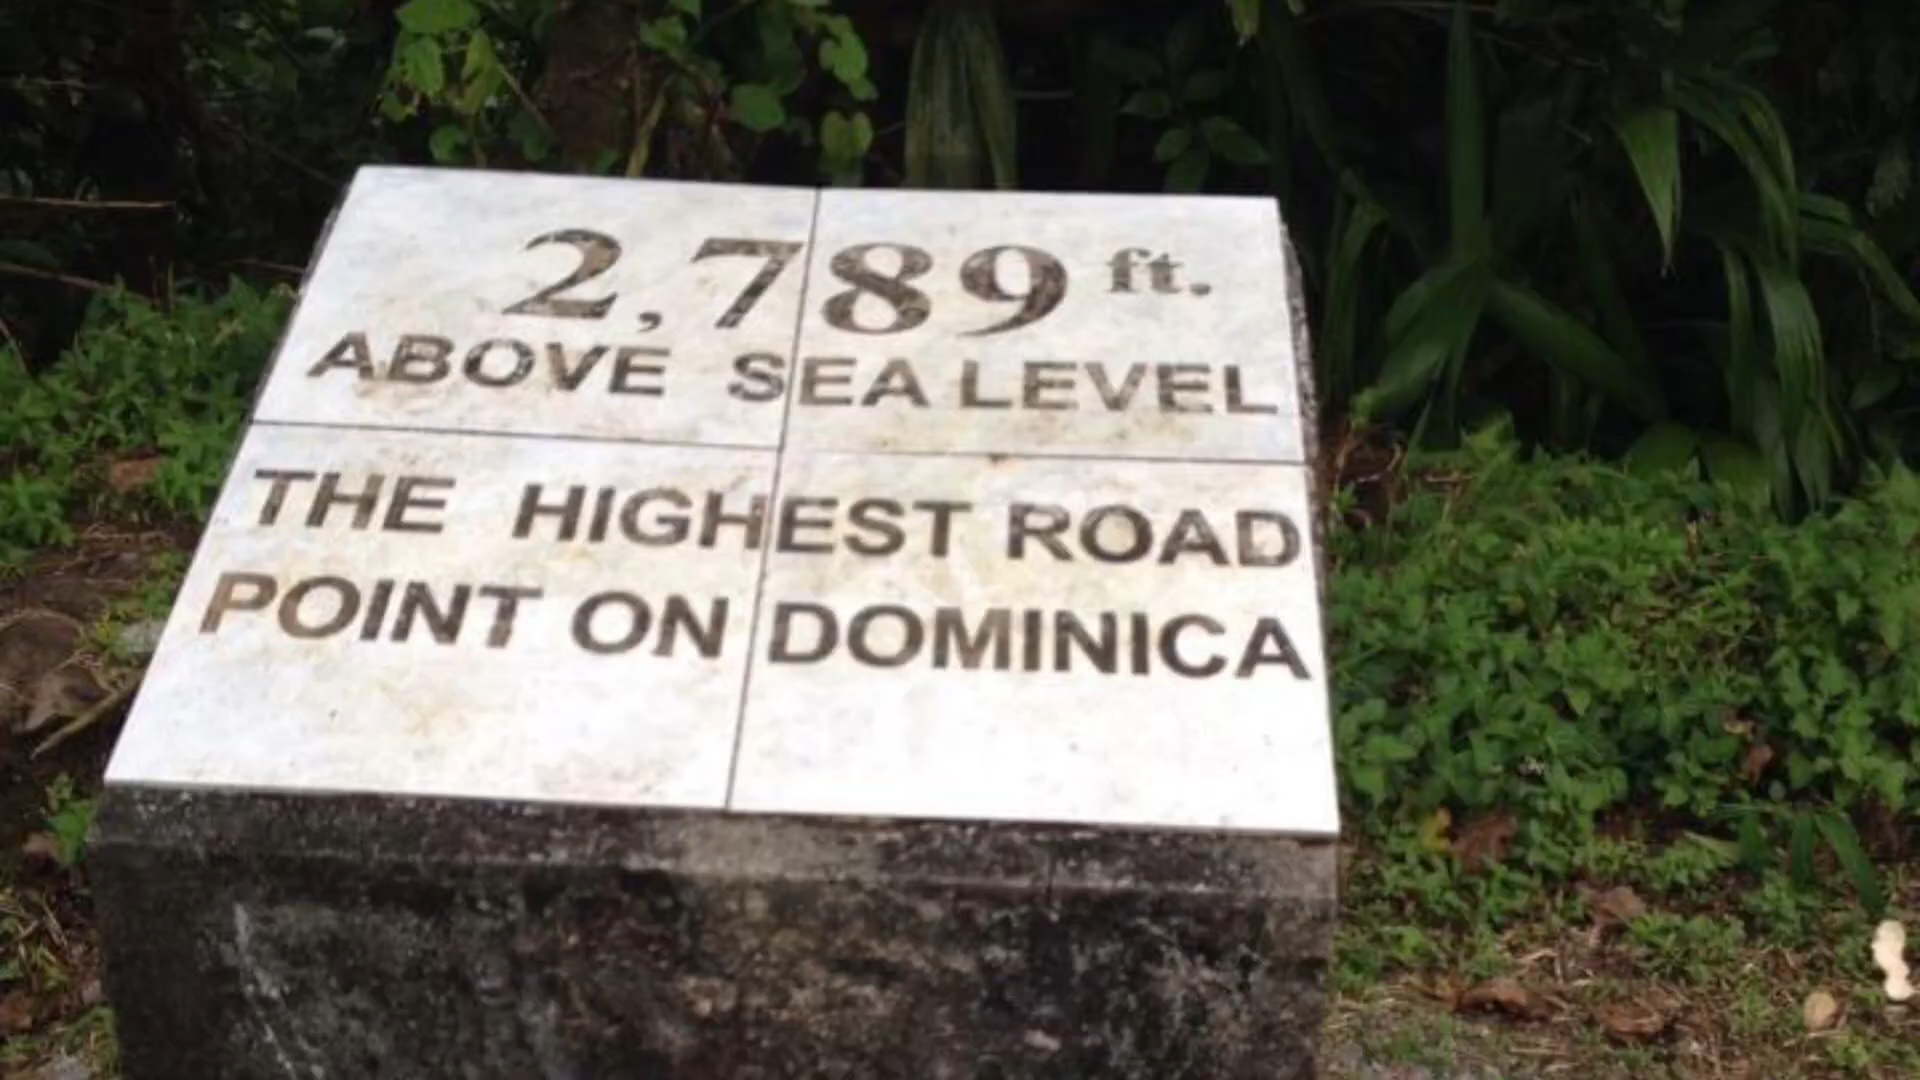 2,789 ft.
ABOVE SEA LEVEL
THE HIGHEST ROAD
POINT ON DOMINICA